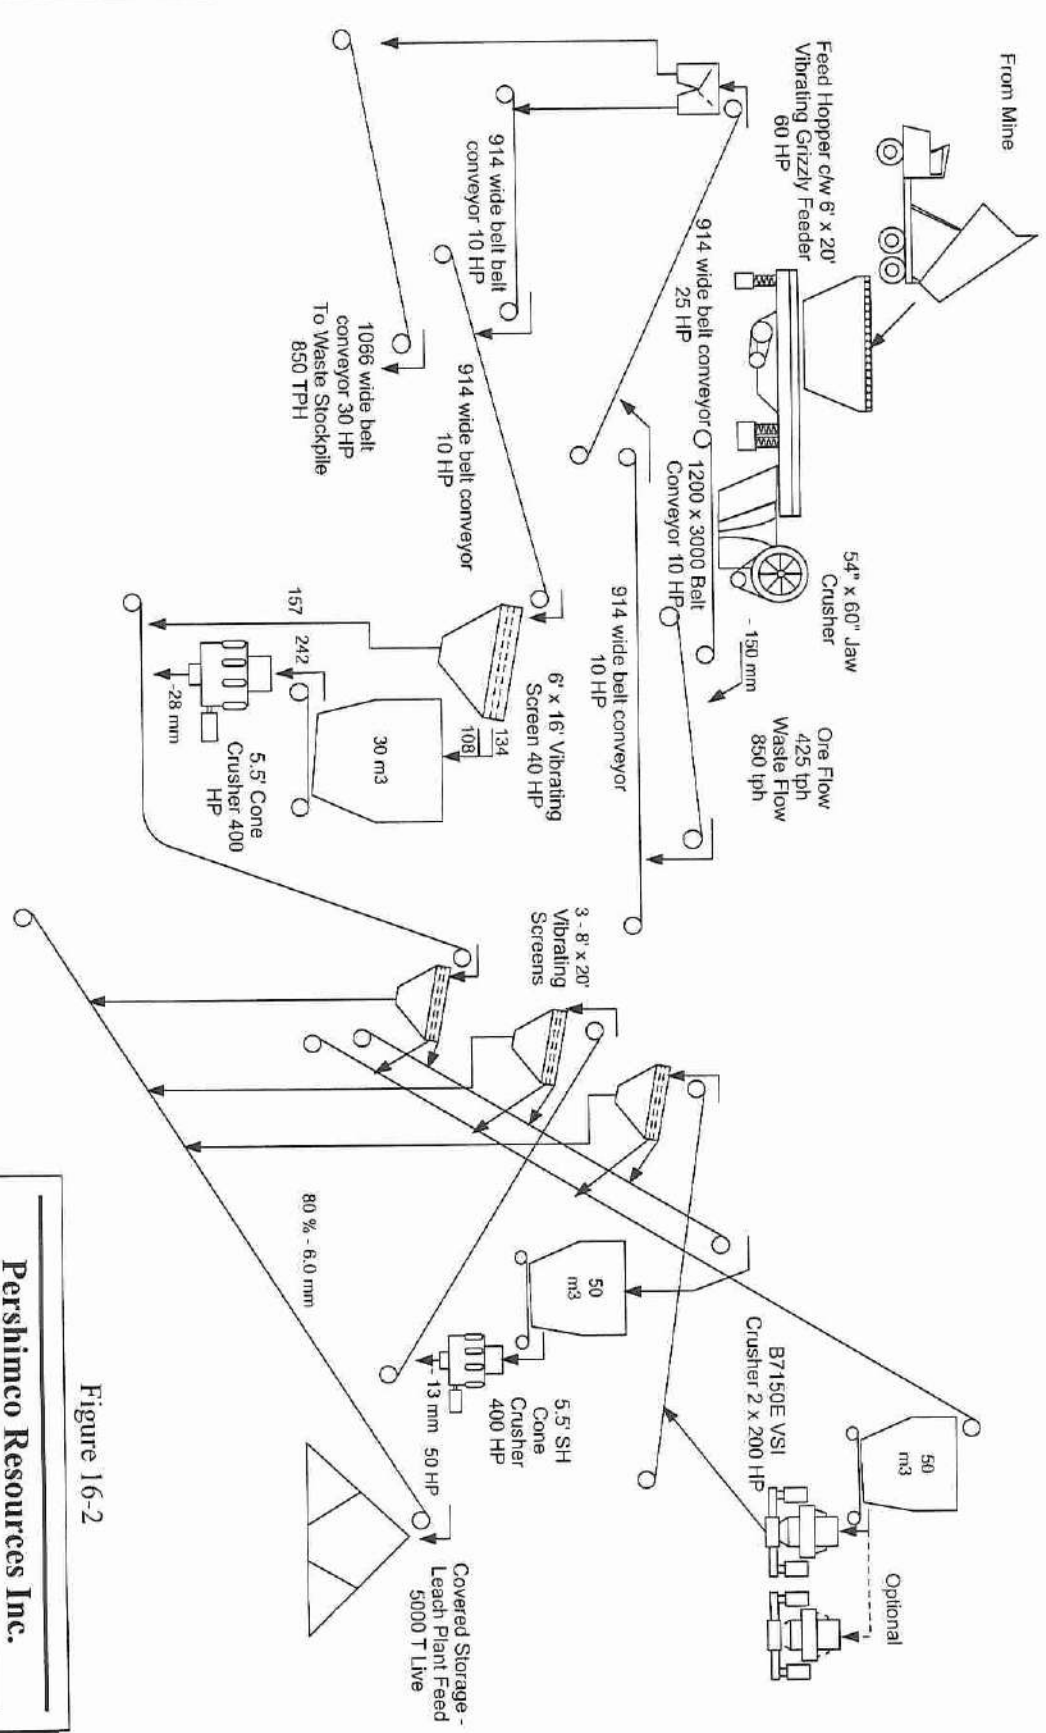 From Mine
Feed Hopper c/w 6' x 20'
Vibrating Grizzly Feeder
60 HP
54" x 60" Jaw
Crusher
Ore Flow
425 tph
Waste Flow
850 tph
- 150 mm
1200 x 3000 Belt
Conveyor 10 HP
914 wide belt conveyor
25 HP
914 wide belt conveyor
10 HP
914 wide belt belt
conveyor 10 HP
914 wide belt conveyor
10 HP
1066 wide belt
conveyor 30 HP
To Waste Stockpile
850 TPH
6' x 16' Vibrating
Screen 40 HP
134
108
30 m3
157
242
-28 mm
5.5' Cone
Crusher 400
HP
3 - 8' x 20'
Vibrating
Screens
50
m3
B7150E VSI
Crusher 2 x 200 HP
50
m3
Optional
5.5' SH
Cone
Crusher
400 HP
- 13 mm
50 HP
80 % - 6.0 mm
Covered Storage -
Leach Plant Feed
5000 T Live
Figure 16-2
Pershimco Resources Inc.